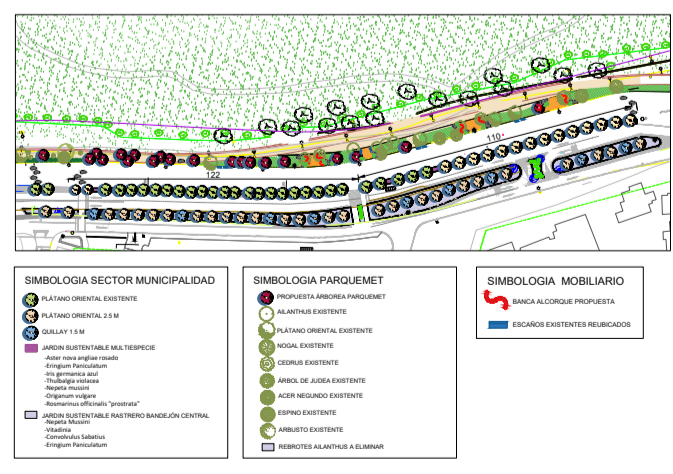 122
110
SIMBOLOGIA SECTOR MUNICIPALIDAD
PLÁTANO ORIENTAL EXISTENTE
PLÁTANO ORIENTAL 2.5 M
QUILLAY 1.5 M
JARDIN SUSTENTABLE MULTIESPECIE
-Aster nova angliae rosado
-Eringium Paniculatum
-Iris germanica azul
-Thulbalgia violacea
-Nepeta mussini
-Origanum vulgare
-Rosmarinus officinalis "prostrata"
JARDÍN SUSTENTABLE RASTRERO BANDEJÓN CENTRAL
-Nepeta Mussini
-Vitadinia
-Convolvulus Sabatius
-Eringium Paniculatum
SIMBOLOGIA PARQUEMET
PROPUESTA ÁRBOREA PARQUEMET
AILANTHUS EXISTENTE
PLÁTANO ORIENTAL EXISTENTE
NOGAL EXISTENTE
CEDRUS EXISTENTE
ÁRBOL DE JUDEA EXISTENTE
ACER NEGUNDO EXISTENTE
ESPINO EXISTENTE
ARBUSTO EXISTENTE
REBROTES AILANTHUS A ELIMINAR
SIMBOLOGIA MOBILIARIO
BANCA ALCORQUE PROPUESTA
ESCAÑOS EXISTENTES REUBICADOS